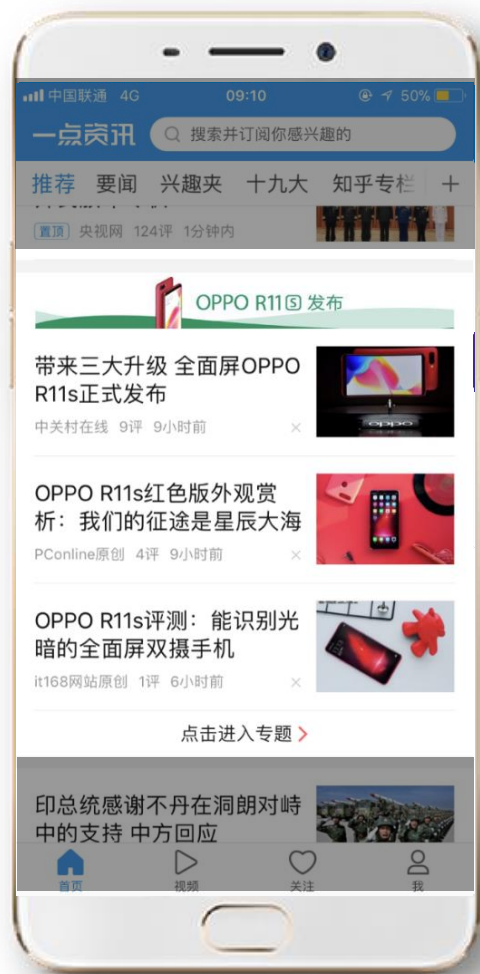 中国联通 4G 09:10 50%
一点资讯 搜索并订阅你感兴趣的
推荐 要闻 兴趣夹 十九大 知乎专栏 +
置顶 央视网 124评 1分钟内
OPPO R11S 发布
带来三大升级 全面屏OPPO
R11s正式发布
中关村在线 9评 9小时前
oppo
OPPO R11s红色版外观赏
析：我们的征途是星辰大海
PConline原创 4评 9小时前
OPPO R11s评测：能识别光
暗的全面屏双摄手机
it168网站原创 1评 6小时前
点击进入专题
印总统感谢不丹在洞朗对峙
中的支持 中方回应
首页 视频 关注 我